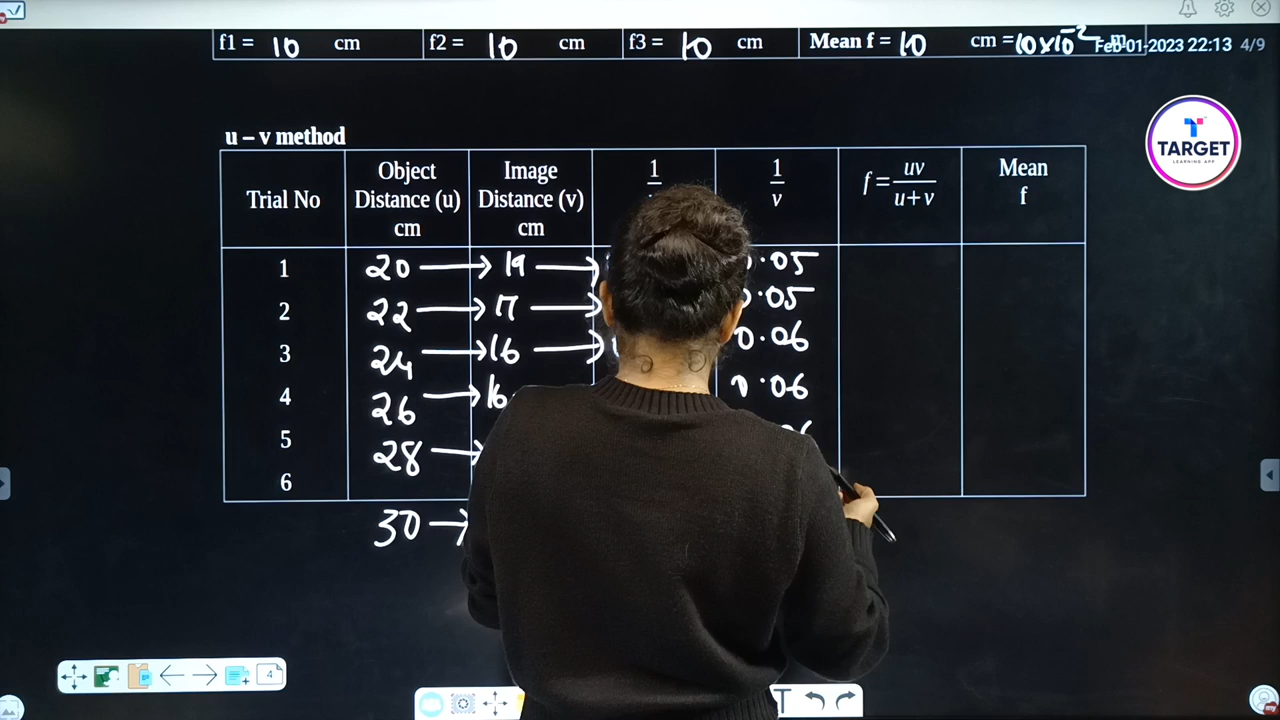 f1 = 10 cm f2 = 10 cm f3 = 10 cm Mean f = 10 cm = 10×10⁻² m
Feb-01-2023 22:13 4/9
TARGET
LEARNING APP
u – v method
Trial No Object Distance (u) cm Image Distance (v) cm 1 1/v f = uv/u+v Mean f
1 20 → 19 → 0.05
2 22 → 17 → 0.05
3 24 → 16 → 0.06
4 26 → 16 0.06
5 28 →
6
30 →
4
T